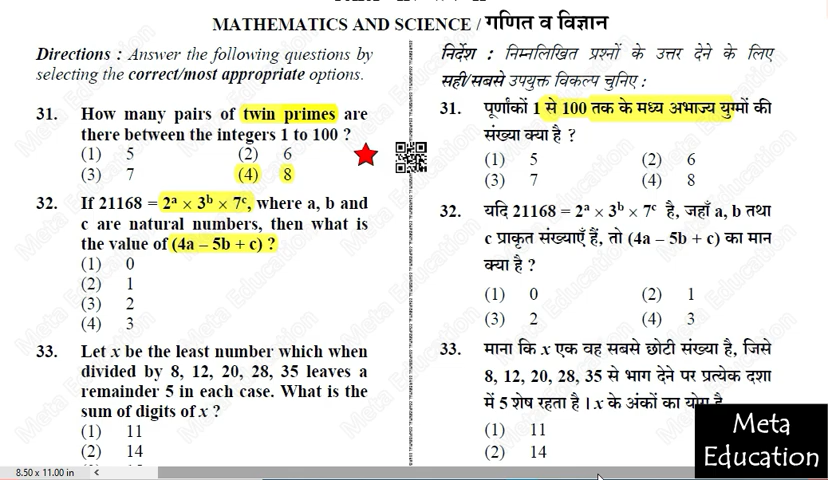 MATHEMATICS AND SCIENCE / गणित व विज्ञान
Directions : Answer the following questions by
selecting the correct/most appropriate options.
31. How many pairs of twin primes are
there between the integers 1 to 100 ?
(1) 5 (2) 6
(3) 7 (4) 8
32. If 21168 = 2ᵃ × 3ᵇ × 7ᶜ, where a, b and
c are natural numbers, then what is
the value of (4a – 5b + c) ?
(1) 0
(2) 1
(3) 2
(4) 3
33. Let x be the least number which when
divided by 8, 12, 20, 28, 35 leaves a
remainder 5 in each case. What is the
sum of digits of x ?
(1) 11
(2) 14
निर्देश : निम्नलिखित प्रश्नों के उत्तर देने के लिए
सही/सबसे उपयुक्त विकल्प चुनिए :
31. पूर्णांकों 1 से 100 तक के मध्य अभाज्य युग्मों की
संख्या क्या है ?
(1) 5 (2) 6
(3) 7 (4) 8
32. यदि 21168 = 2ᵃ × 3ᵇ × 7ᶜ है, जहाँ a, b तथा
c प्राकृत संख्याएँ हैं, तो (4a – 5b + c) का मान
क्या है ?
(1) 0 (2) 1
(3) 2 (4) 3
33. माना कि x एक वह सबसे छोटी संख्या है, जिसे
8, 12, 20, 28, 35 से भाग देने पर प्रत्येक दशा
में 5 शेष रहता है । x के अंकों का योग है
(1) 11
(2) 14
Meta
Education
8.50 x 11.00 in